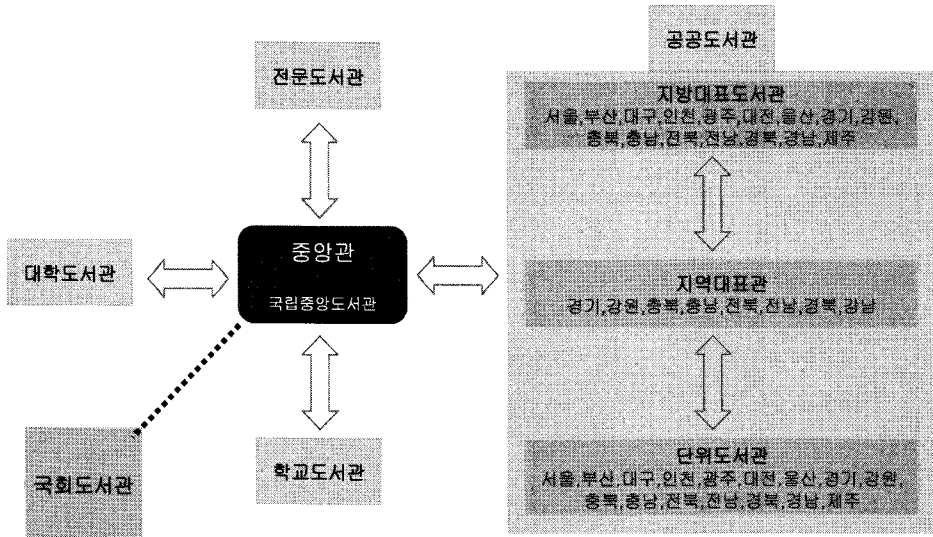 공공도서관
전문도서관
지방대표도서관
서울,부산,대구,인천,광주,대전,울산,경기,강원,
충북,충남,전북,전남,경북,경남,제주
중앙관
국립중앙도서관
대학도서관
지역대표관
경기,강원,충북,충남,전북,전남,경북,강남
학교도서관
국회도서관
단위도서관
서울,부산,대구,인천,광주,대전,울산,경기,강원,
충북,충남,전북,전남,경북,경남,제주